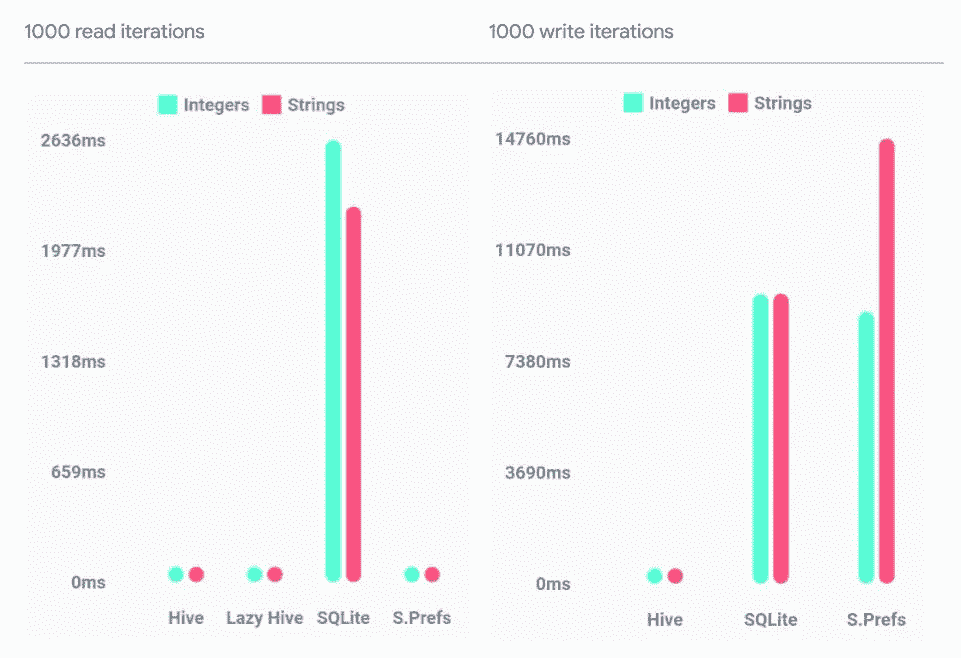 1000 read iterations
Integers Strings
2636ms
1977ms
1318ms
659ms
0ms
Hive Lazy Hive SQLite S.Prefs
1000 write iterations
Integers Strings
14760ms
11070ms
7380ms
3690ms
0ms
Hive SQLite S.Prefs